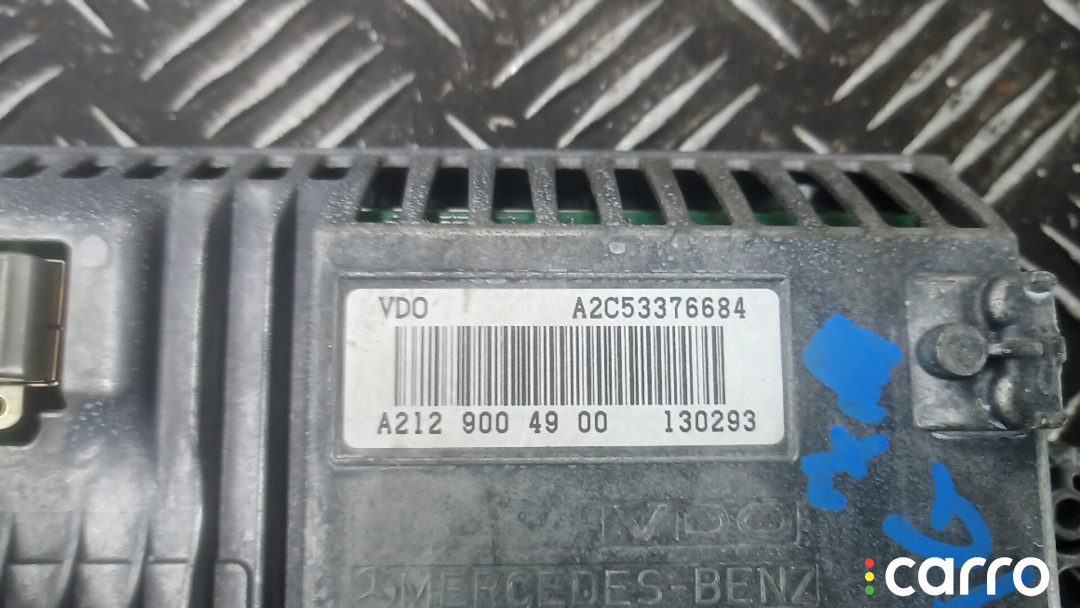 VDO A2C53376684
A212 900 49 00 130293
VDO
MERCEDES-BENZ
carro